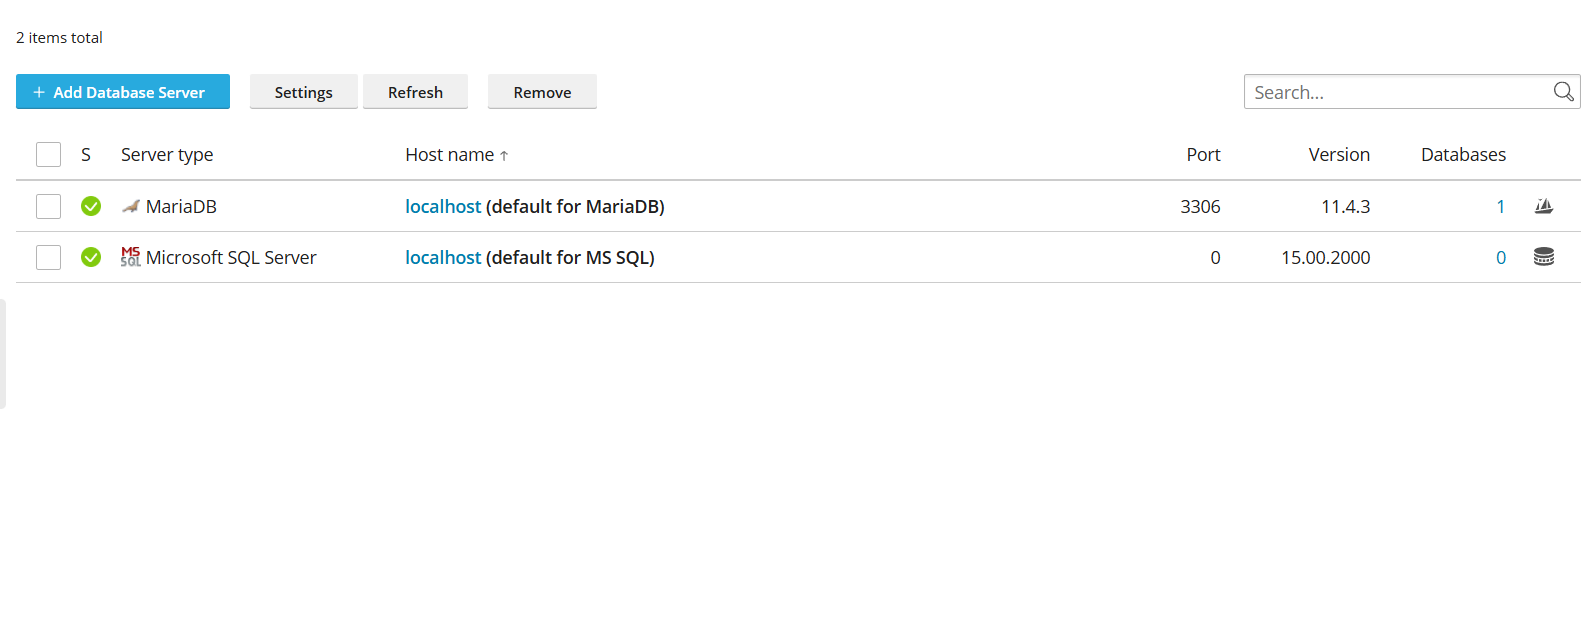 2 items total
+ Add Database Server Settings Refresh Remove Search...
S Server type Host name ↑ Port Version Databases
MariaDB localhost (default for MariaDB) 3306 11.4.3 1
MS SQL Microsoft SQL Server localhost (default for MS SQL) 0 15.00.2000 0